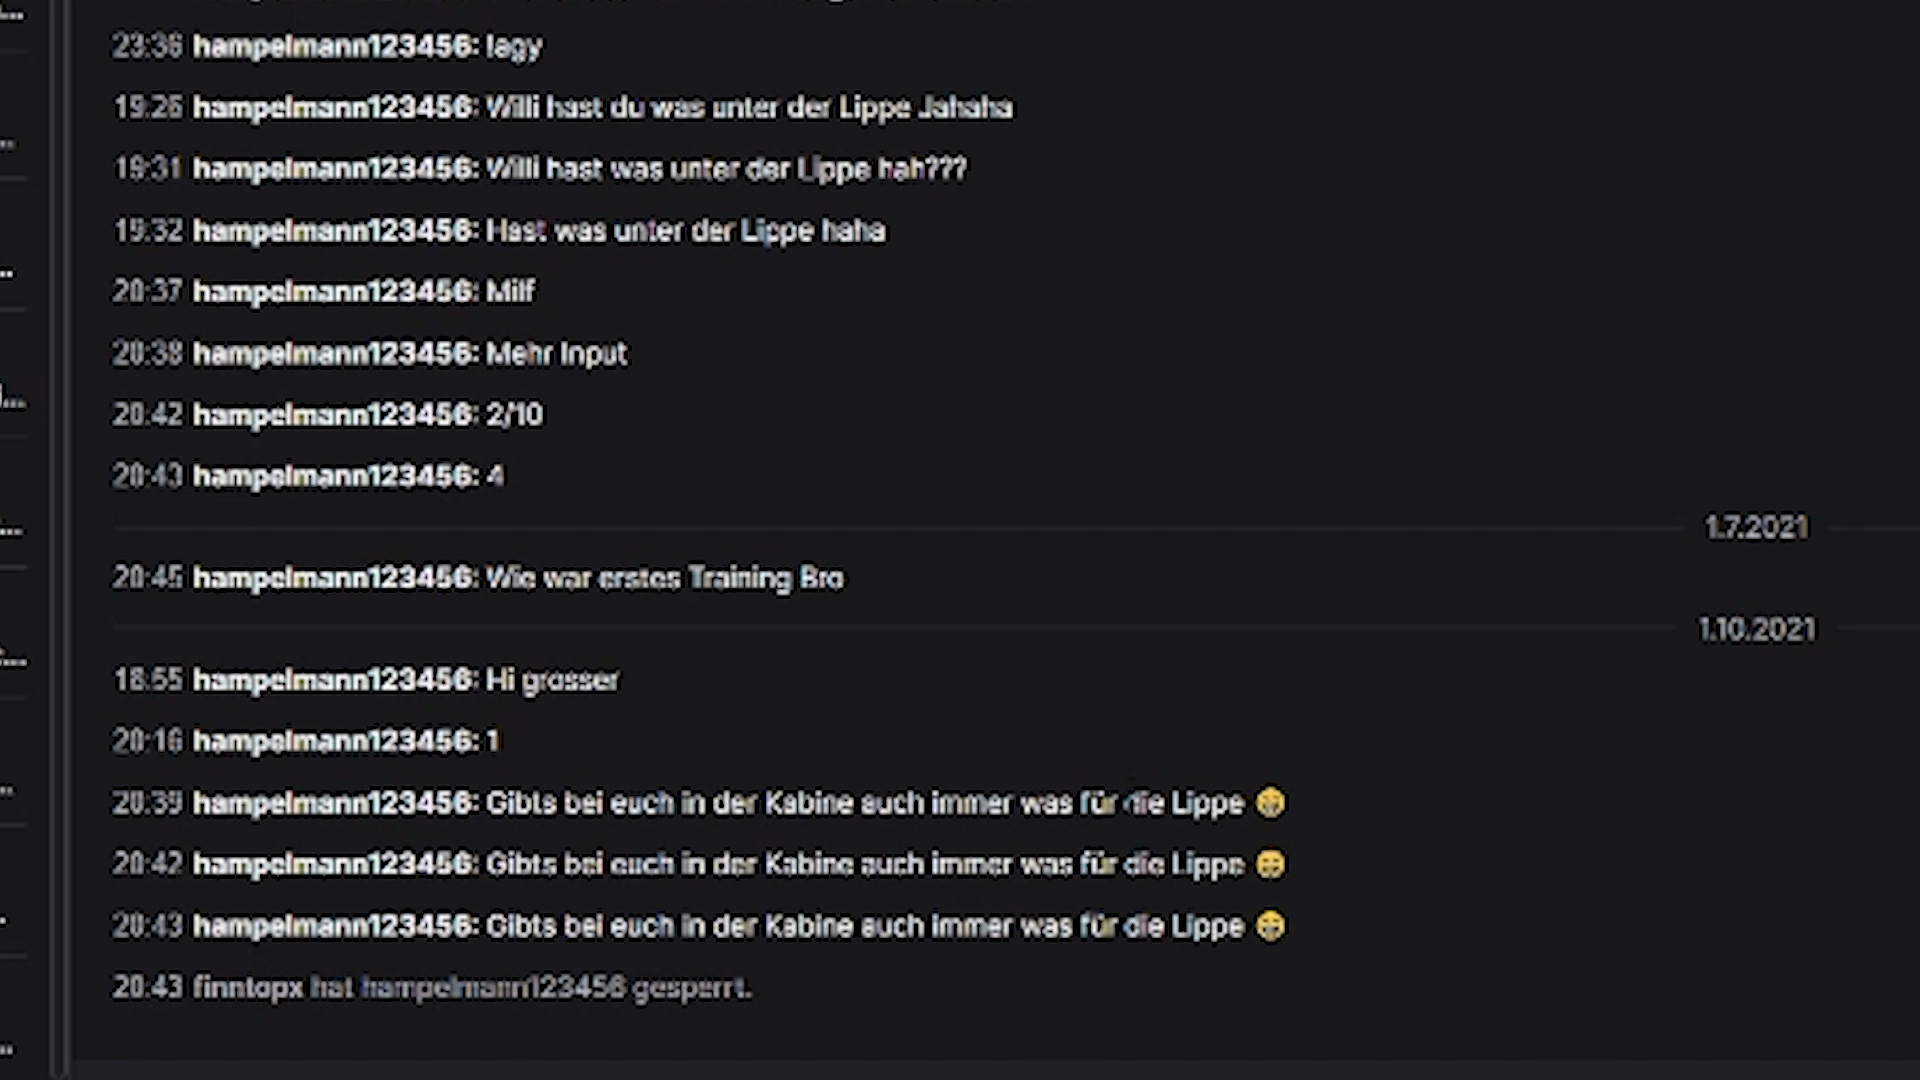 23:36 hampelmann123456: lagy
19:26 hampelmann123456: Willi hast du was unter der Lippe Jahaha
19:31 hampelmann123456: Willi hast was unter der Lippe hah???
19:32 hampelmann123456: Hast was unter der Lippe haha
20:37 hampelmann123456: Milf
20:38 hampelmann123456: Mehr Input
20:42 hampelmann123456: 2/10
20:43 hampelmann123456: 4
1.7.2021
20:45 hampelmann123456: Wie war erstes Training Bro
1.10.2021
18:55 hampelmann123456: Hi grosser
20:16 hampelmann123456: 1
20:39 hampelmann123456: Gibts bei euch in der Kabine auch immer was für die Lippe 😁
20:42 hampelmann123456: Gibts bei euch in der Kabine auch immer was für die Lippe 😁
20:43 hampelmann123456: Gibts bei euch in der Kabine auch immer was für die Lippe 😁
20:43 finntopx hat hampelmann123456 gesperrt.